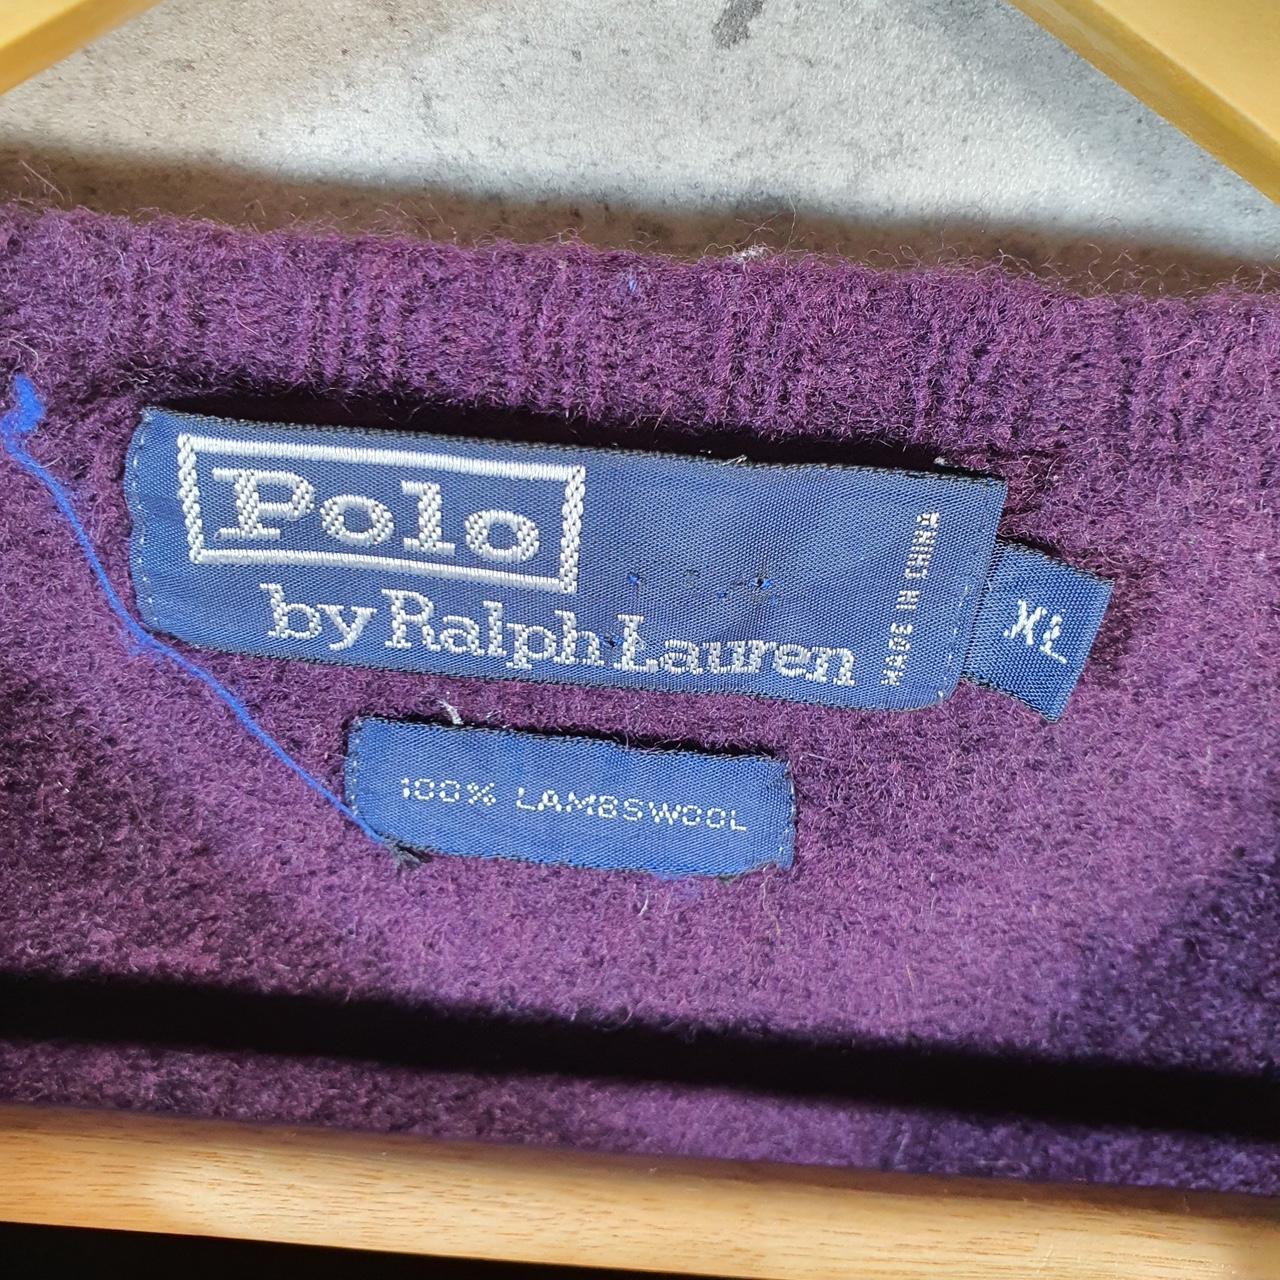 Polo
by Ralph Lauren
MADE IN CHINA
XL
100% LAMBSWOOL